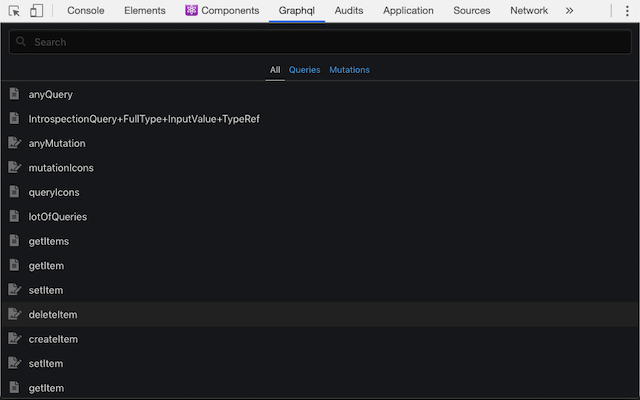 Console Elements Components Graphql Audits Application Sources Network »
Search
All Queries Mutations
anyQuery
IntrospectionQuery+FullType+InputValue+TypeRef
anyMutation
mutationIcons
queryIcons
lotOfQueries
getItems
getItem
setItem
deleteItem
createItem
setItem
getItem